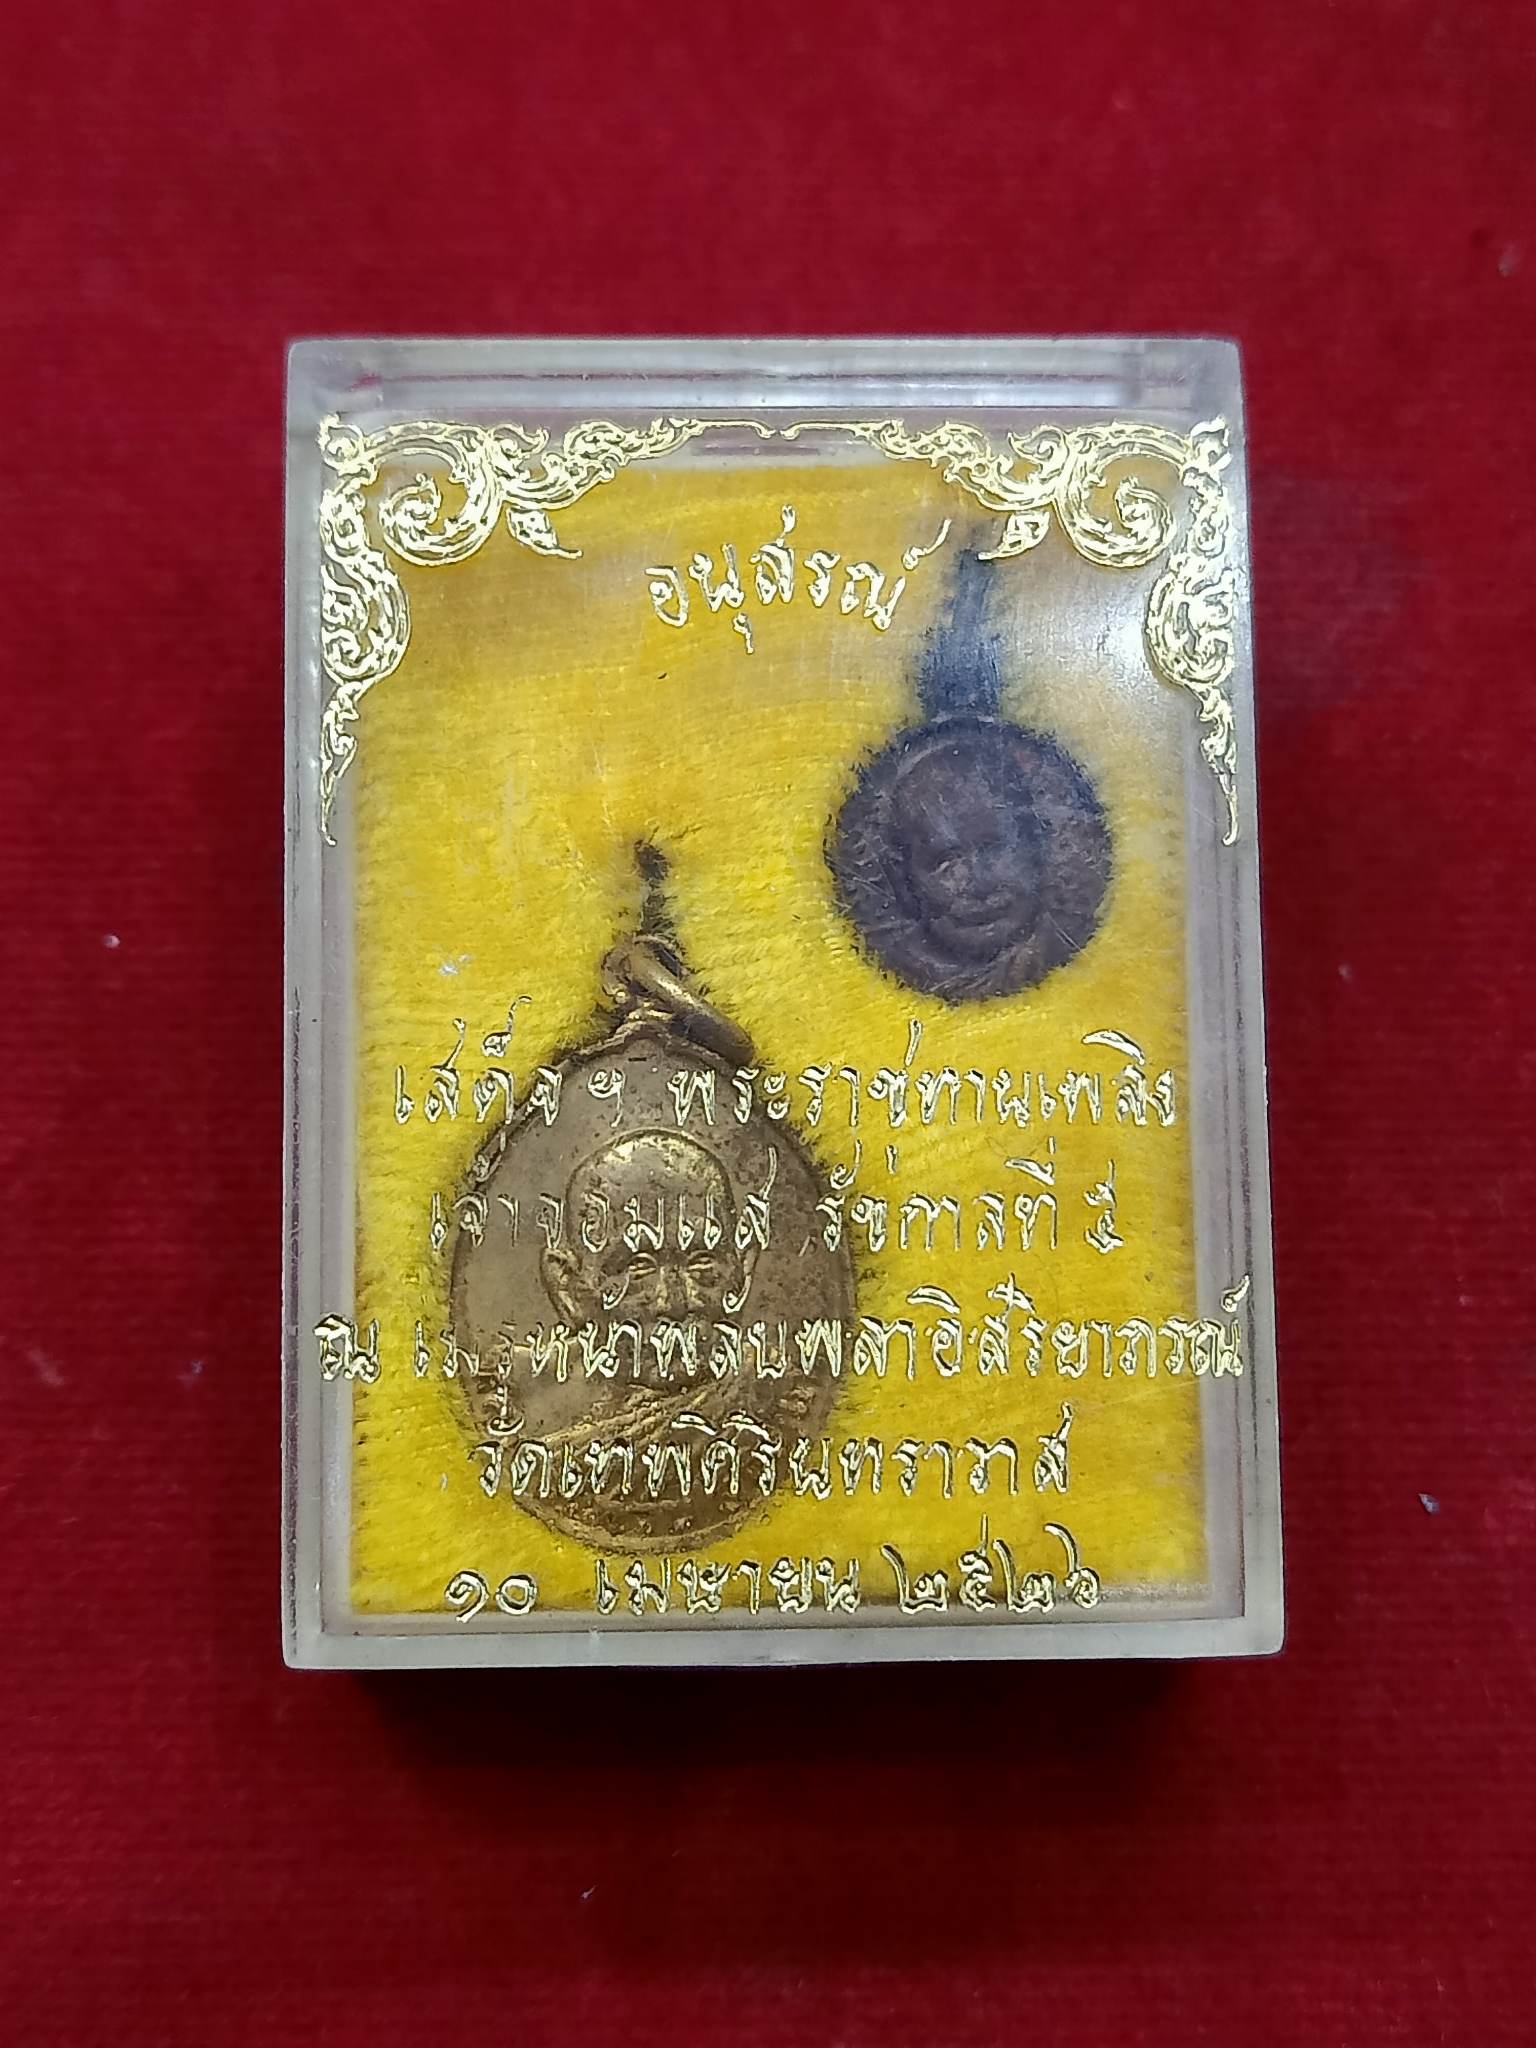 อนุสรณ์
เสด็จฯ พระราชทานเพลิง
เจ้าจอมแส รัชกาลที่ ๕
ณ เมรุหน้าพลับพลาอิสริยาภรณ์
วัดเทพศิรินทราวาส
๑๐ เมษายน ๒๕๒๖